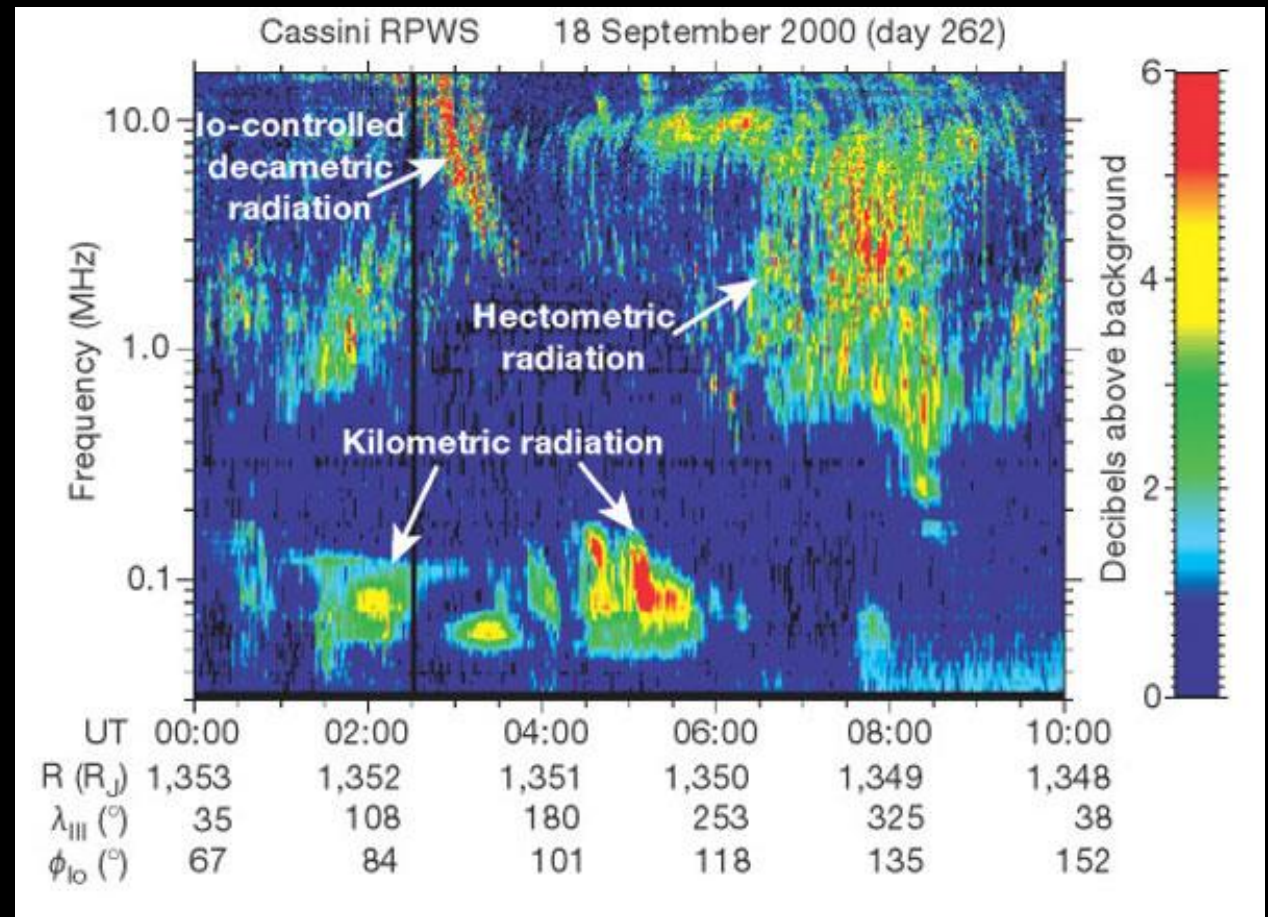 Cassini RPWS 18 September 2000 (day 262)
Frequency (MHz)
10.0
1.0
0.1
Io-controlled
decametric
radiation
Hectometric
radiation
Kilometric radiation
Decibels above background
6
4
2
0
UT 00:00 02:00 04:00 06:00 08:00 10:00
R (R_J) 1,353 1,352 1,351 1,350 1,349 1,348
λ_III (°) 35 108 180 253 325 38
ϕ_Io (°) 67 84 101 118 135 152